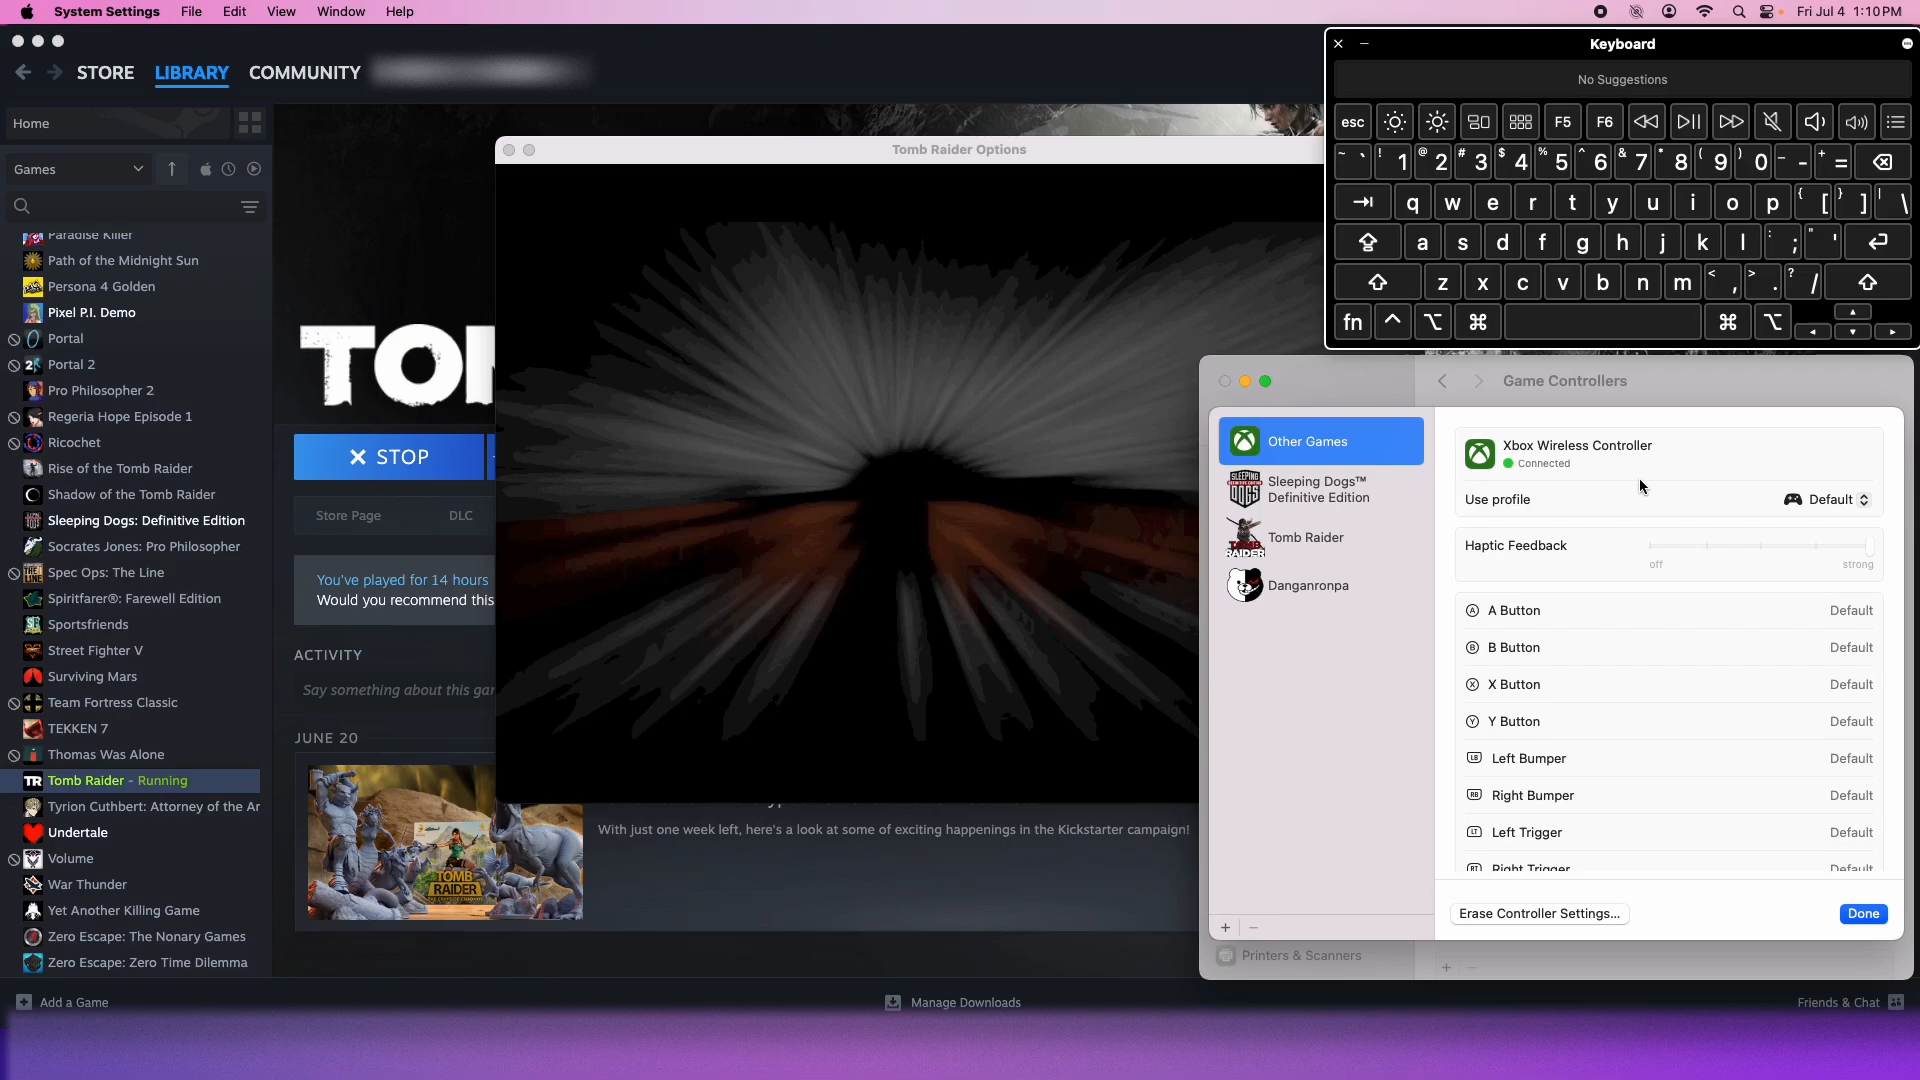 System Settings File Edit View Window Help
Fri Jul 4 1:10 PM
STORE LIBRARY COMMUNITY
Home
Games
Paradise Killer
Path of the Midnight Sun
Persona 4 Golden
Pixel P.I. Demo
Portal
Portal 2
Pro Philosopher 2
Regeria Hope Episode 1
Ricochet
Rise of the Tomb Raider
Shadow of the Tomb Raider
Sleeping Dogs: Definitive Edition
Socrates Jones: Pro Philosopher
Spec Ops: The Line
Spiritfarer®: Farewell Edition
Sportsfriends
Street Fighter V
Surviving Mars
Team Fortress Classic
TEKKEN 7
Thomas Was Alone
Tomb Raider - Running
Tyrion Cuthbert: Attorney of the Ar
Undertale
Volume
War Thunder
Yet Another Killing Game
Zero Escape: The Nonary Games
Zero Escape: Zero Time Dilemma
Add a Game
STOP
Store Page DLC
You've played for 14 hours
Would you recommend this
ACTIVITY
Say something about this gar
JUNE 20
TOMB
RAIDER
With just one week left, here's a look at some of exciting happenings in the Kickstarter campaign!
Manage Downloads
Friends & Chat
Tomb Raider Options
Keyboard
No Suggestions
esc F5 F6
~ ` ! 1 @ 2 # 3 $ 4 % 5 ^ 6 & 7 * 8 ( 9 ) 0 _ - + =
q w e r t y u i o p { [ } ] | \
a s d f g h j k l : ; " '
z x c v b n m < , > . ? /
fn ^ ⌥ ⌘ ⌘ ⌥
Game Controllers
Other Games
Sleeping Dogs™
Definitive Edition
Tomb Raider
Danganronpa
Printers & Scanners
Xbox Wireless Controller
Connected
Use profile Default
Haptic Feedback
off strong
A Button Default
B Button Default
X Button Default
Y Button Default
Left Bumper Default
Right Bumper Default
Left Trigger Default
Right Trigger Default
Erase Controller Settings... Done